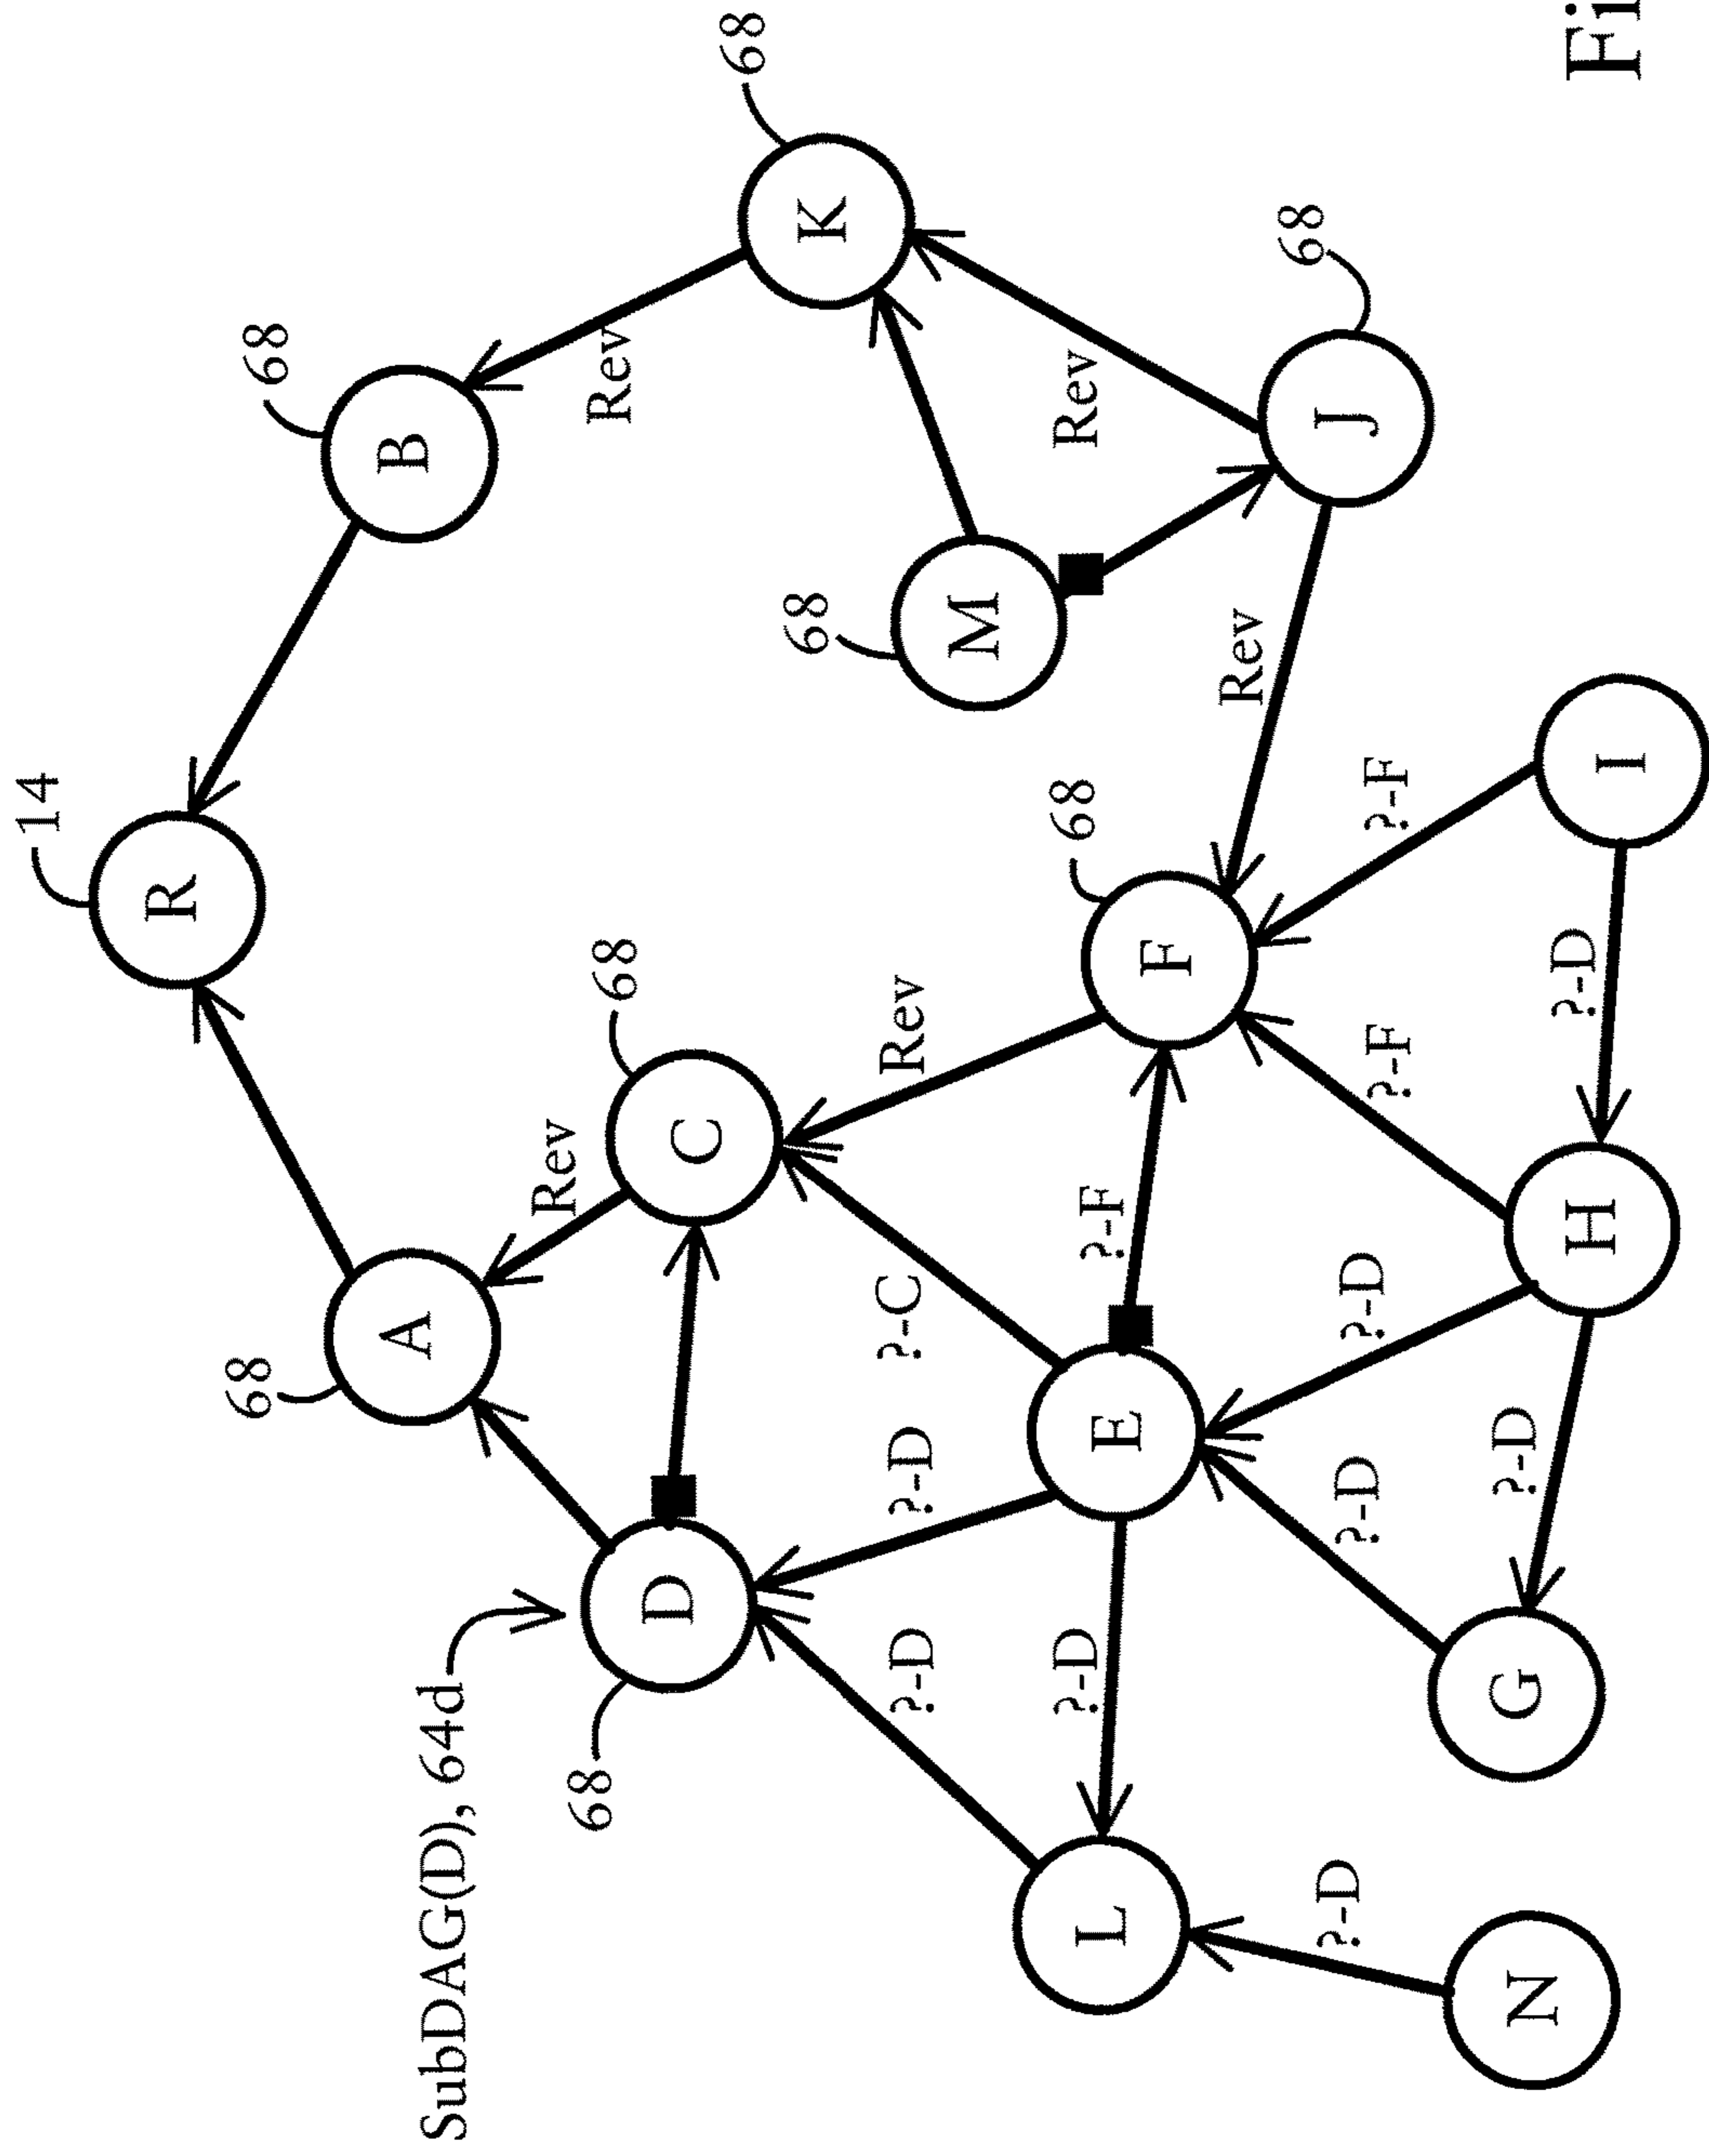 14
R
68
68
A
B
SubDAG(D), 64d
Rev
Rev
68
68
68
D
C
K
68
?-D
?-D
?-C
Rev
M
?-D
?-F
68
Rev
L
E
F
Rev
68
J
?-D
?-D
?-D
?-F
?-F
?-D
?-D
N
G
H
I
Fi